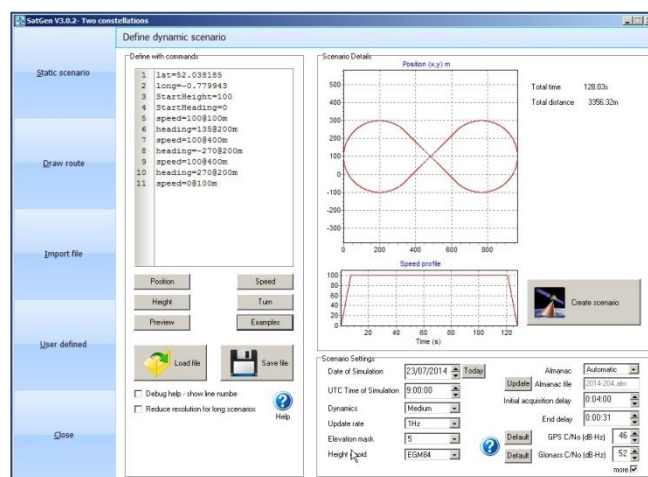 SatGen V3.0.2- Two constellations
Define dynamic scenario
Static scenario
Draw route
Import file
User defined
Close
Define with commands
1 lat=52.038185
2 long=-0.779943
3 StartHeight=100
4 StartHeading=0
5 speed=100@100m
6 heading=135@200m
7 speed=100@400m
8 heading=-270@200m
9 speed=100@400m
10 heading=270@200m
11 speed=0@100m
Position Speed
Height Turn
Preview Examples
Load file Save file
Debug help - show line numbe
Reduce resolution for long scenarios
Help
Scenario Details
Position (x,y) m
500
400
300
200
100
0
-100
-200
-300
0 200 400 600 800
Total time 128.03s
Total distance 3356.32m
Speed profile
100
80
60
40
20
0
20 40 60 80 100 120
Time (s)
Create scenario
Scenario Settings
Date of Simulation 23/07/2014 Today
UTC Time of Simulation 9:00:00
Dynamics Medium
Update rate 1Hz
Elevation mask 5
Height EGM84
Almanac Automatic
Update Almanac file 2014-204.alm
Initial acquisition delay 0:04:00
End delay 0:00:31
Default GPS C/No (dB-Hz) 46
Default Glonass C/No (dB-Hz) 52
more